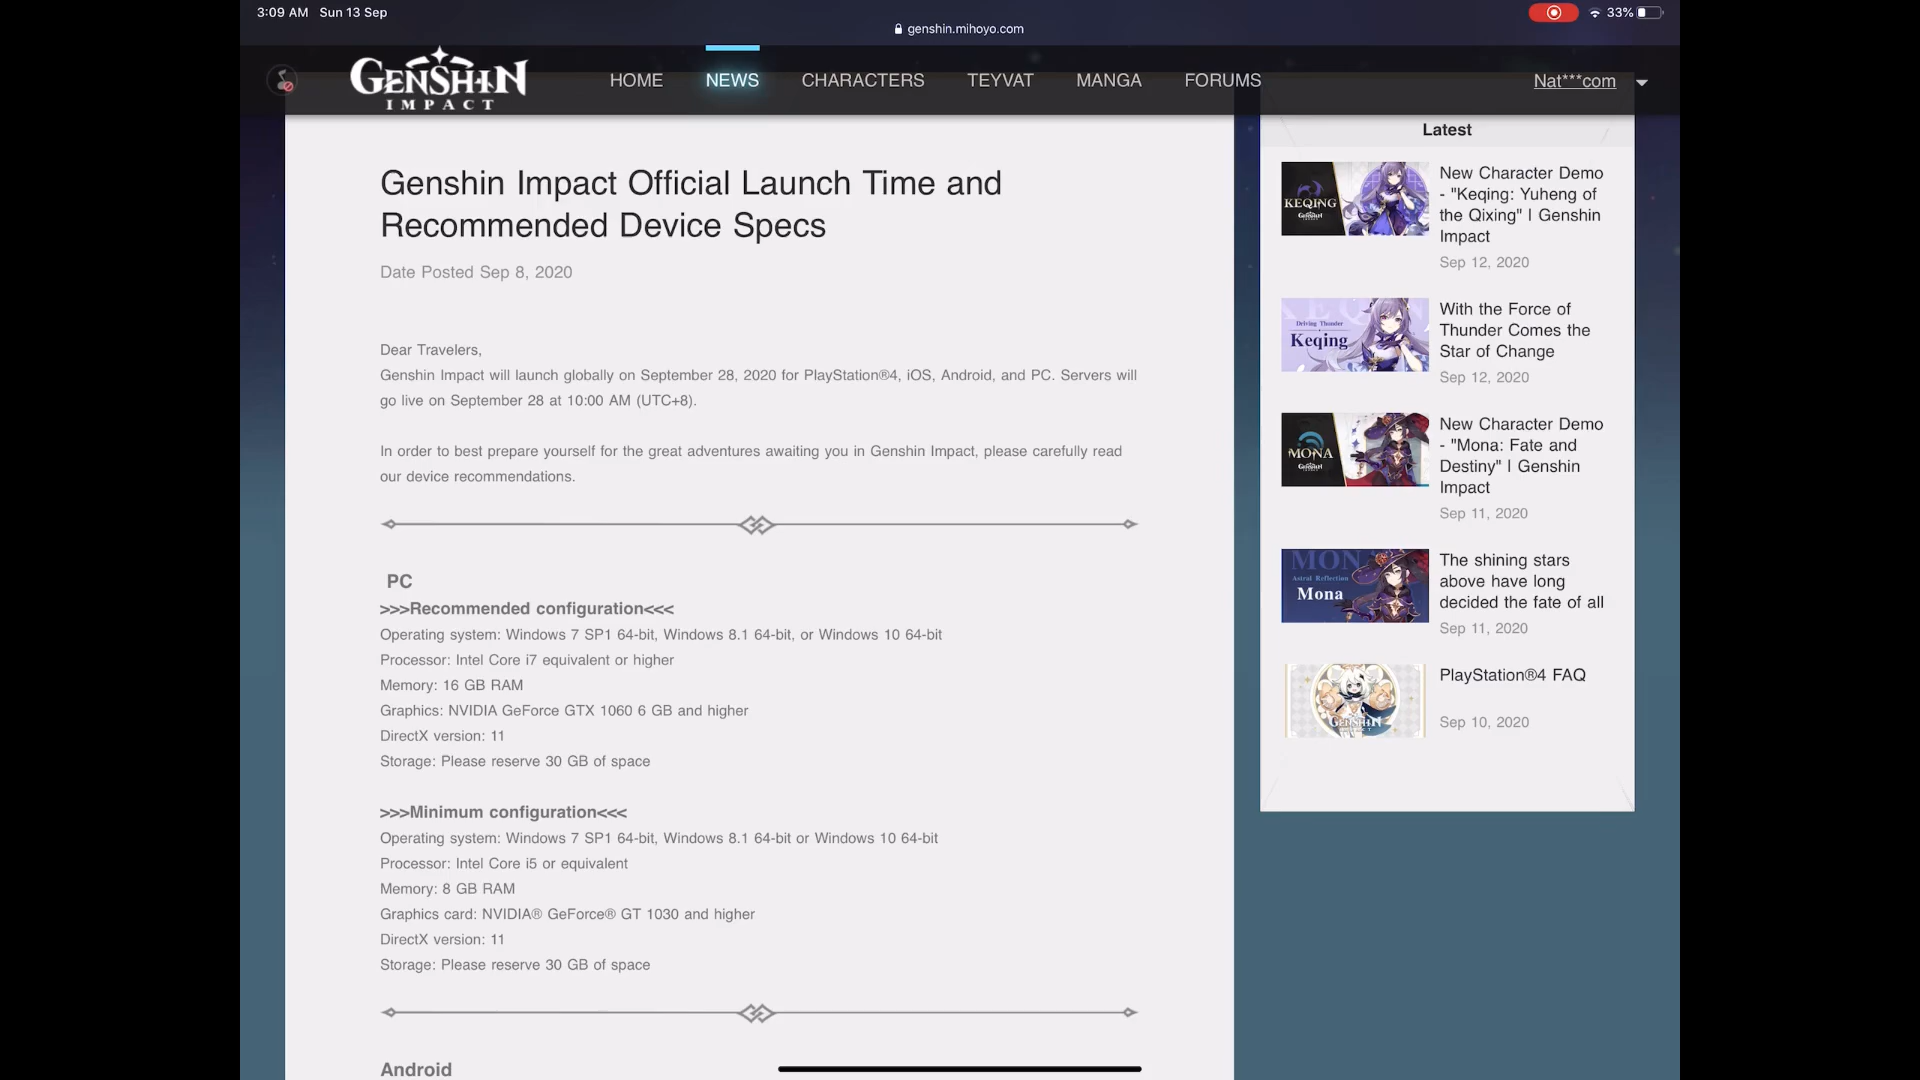 3:09 AM Sun 13 Sep
33%
genshin.mihoyo.com
GENSHIN
IMPACT
HOME
NEWS
CHARACTERS
TEYVAT
MANGA
FORUMS
Nat***com
Genshin Impact Official Launch Time and
Recommended Device Specs
Date Posted Sep 8, 2020
Dear Travelers,
Genshin Impact will launch globally on September 28, 2020 for PlayStation®4, iOS, Android, and PC. Servers will
go live on September 28 at 10:00 AM (UTC+8).
In order to best prepare yourself for the great adventures awaiting you in Genshin Impact, please carefully read
our device recommendations.
PC
>>>Recommended configuration<<<
Operating system: Windows 7 SP1 64-bit, Windows 8.1 64-bit, or Windows 10 64-bit
Processor: Intel Core i7 equivalent or higher
Memory: 16 GB RAM
Graphics: NVIDIA GeForce GTX 1060 6 GB and higher
DirectX version: 11
Storage: Please reserve 30 GB of space
>>>Minimum configuration<<<
Operating system: Windows 7 SP1 64-bit, Windows 8.1 64-bit or Windows 10 64-bit
Processor: Intel Core i5 or equivalent
Memory: 8 GB RAM
Graphics card: NVIDIA® GeForce® GT 1030 and higher
DirectX version: 11
Storage: Please reserve 30 GB of space
Android
Latest
KEQING
Genshin
New Character Demo
- "Keqing: Yuheng of
the Qixing" | Genshin
Impact
Sep 12, 2020
KEQIN
Driving Thunder
Keqing
With the Force of
Thunder Comes the
Star of Change
Sep 12, 2020
MONA
Genshin
New Character Demo
- "Mona: Fate and
Destiny" | Genshin
Impact
Sep 11, 2020
MON
Astral Reflection
Mona
The shining stars
above have long
decided the fate of all
Sep 11, 2020
GENSHIN
PlayStation®4 FAQ
Sep 10, 2020